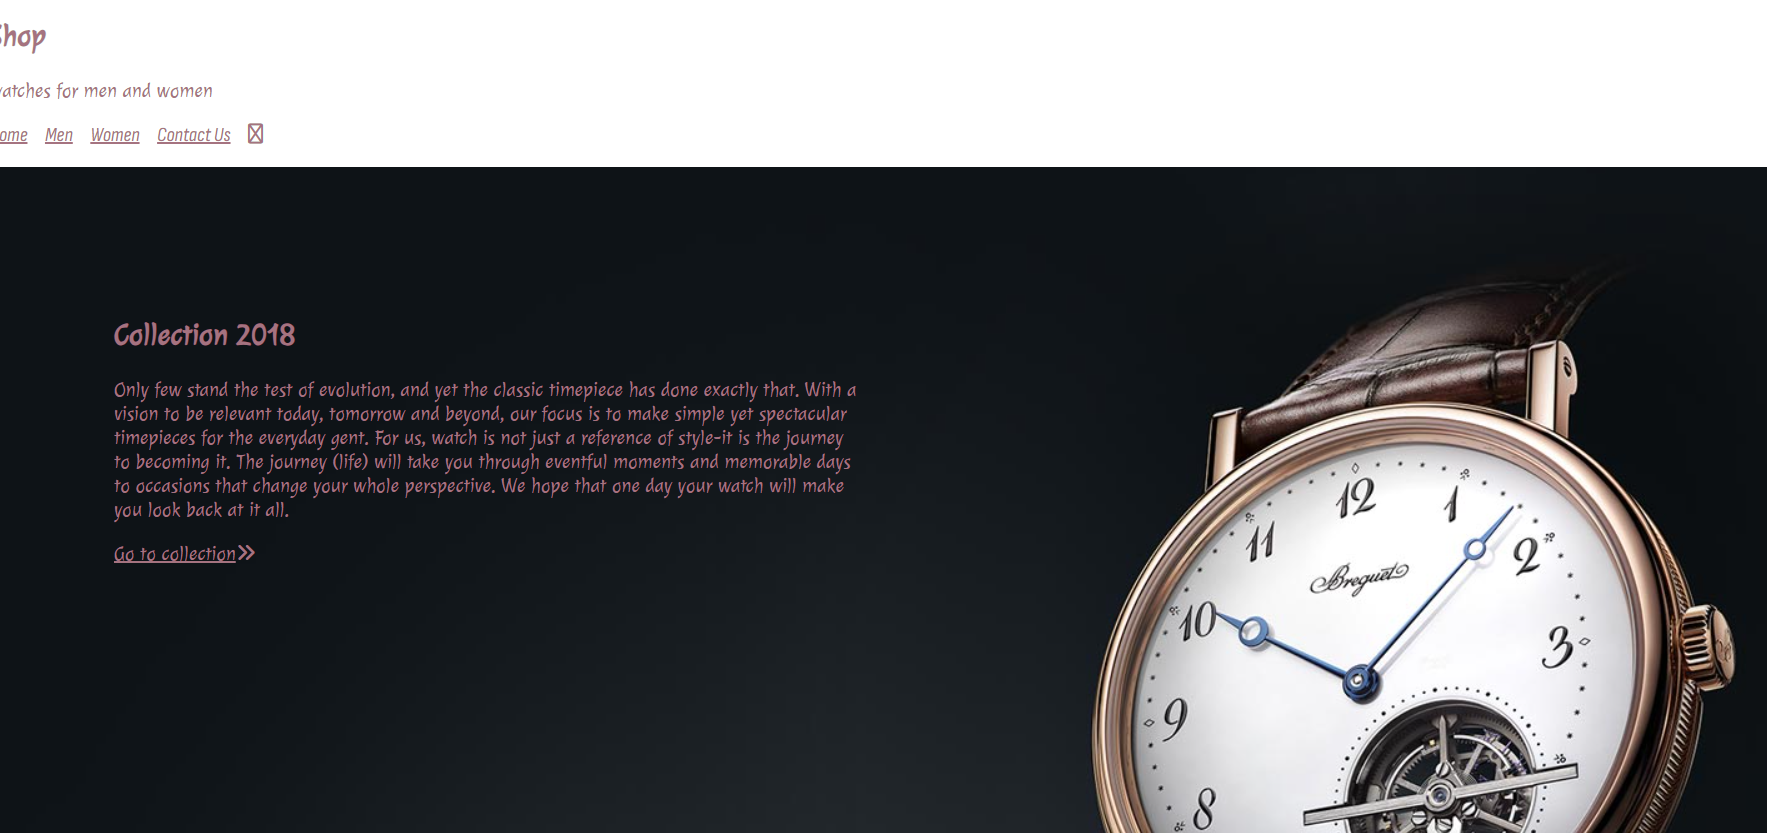 Shop
watches for men and women
ome Men Women Contact Us
Collection 2018
Only few stand the test of evolution, and yet the classic timepiece has done exactly that. With a
vision to be relevant today, tomorrow and beyond, our focus is to make simple yet spectacular
timepieces for the everyday gent. For us, watch is not just a reference of style-it is the journey
to becoming it. The journey (life) will take you through eventful moments and memorable days
to occasions that change your whole perspective. We hope that one day your watch will make
you look back at it all.
Go to collection»
12
1
11
2
Breguet
10
3
9
8